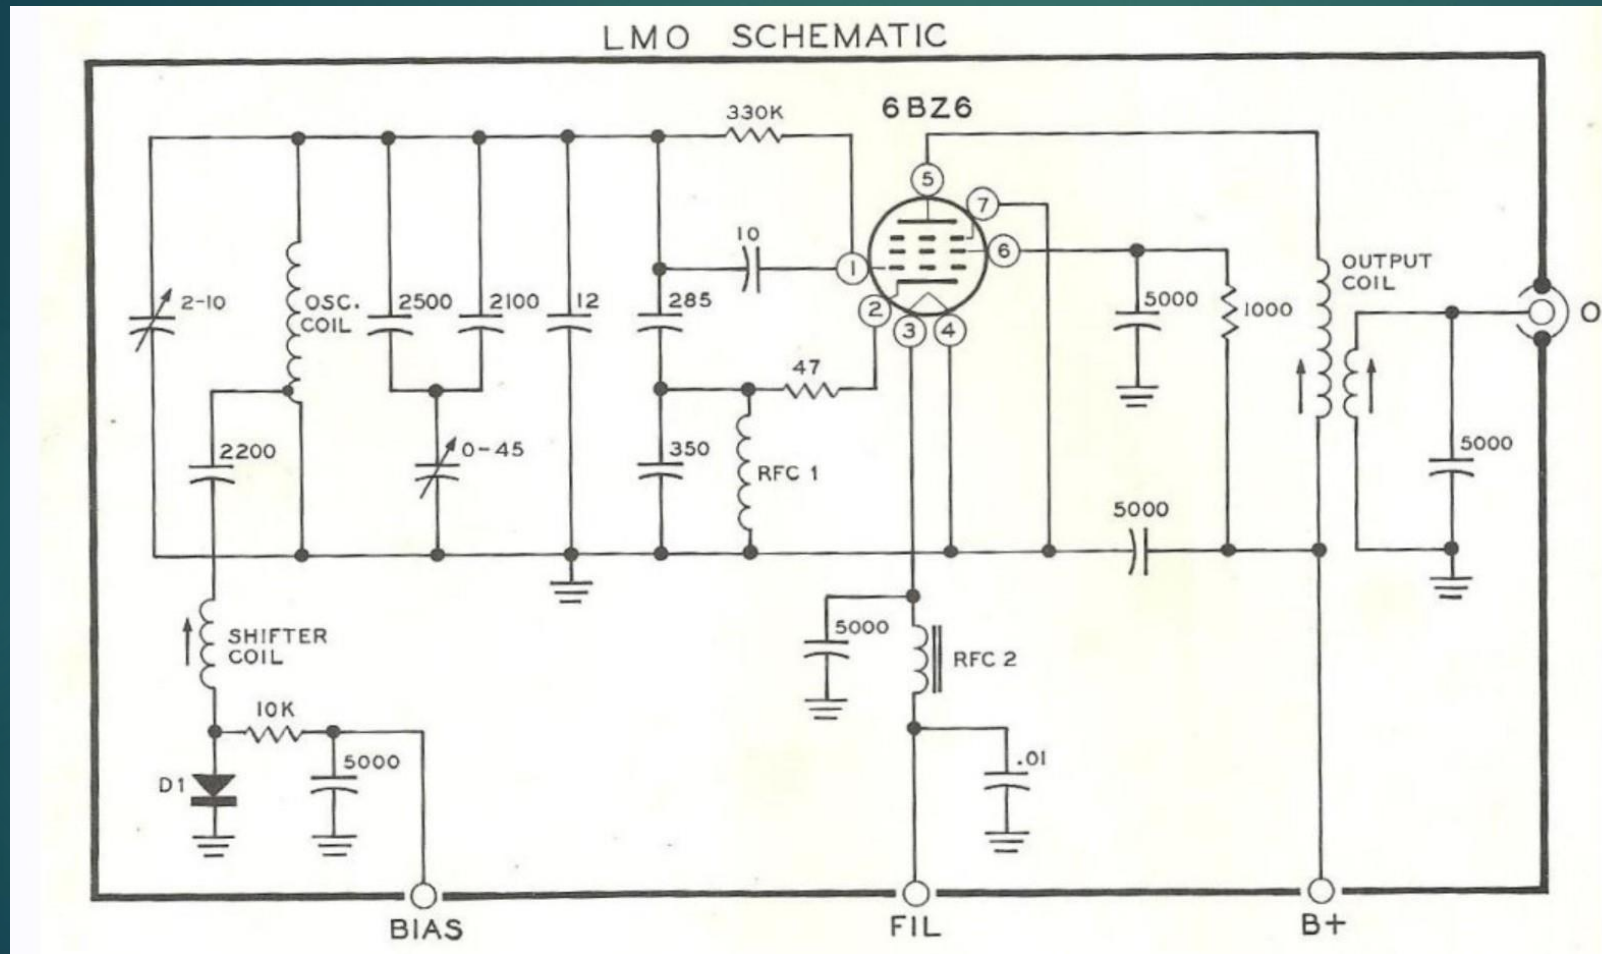 LMO SCHEMATIC
6BZ6
330K
5
7
10
1
6
2-10
OSC.
COIL
2500
2100
12
285
2
3
4
5000
1000
OUTPUT
COIL
O
47
2200
0-45
350
RFC 1
5000
5000
SHIFTER
COIL
5000
RFC 2
10K
5000
D1
.01
BIAS
FIL
B+